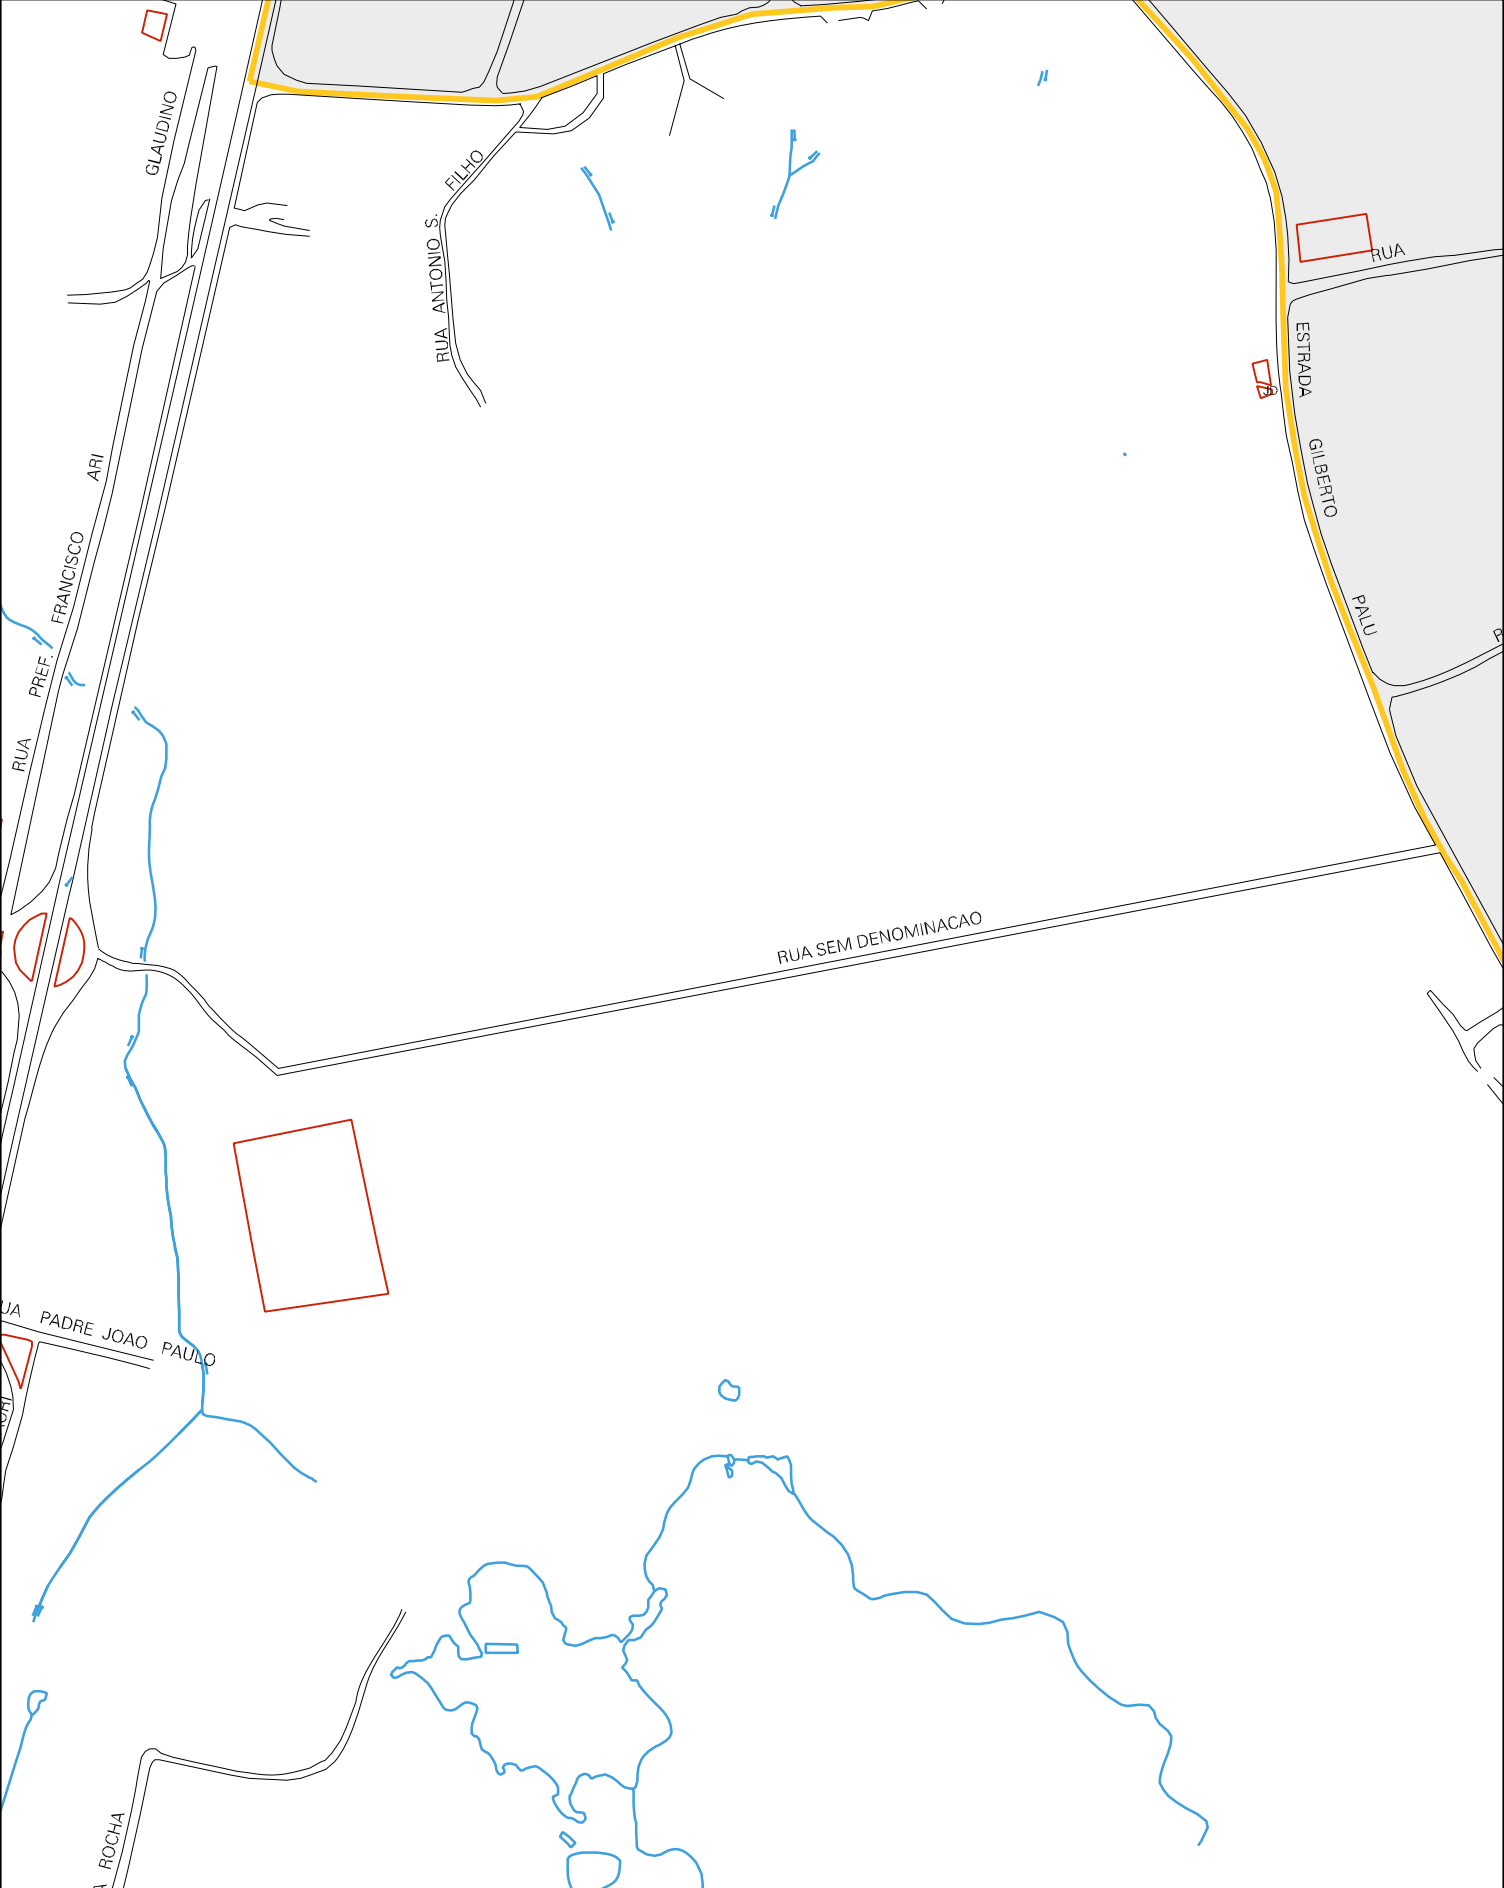 GLAUDINO
FILHO
RUA ANTONIO S.
RUA
ESTRADA
GILBERTO
PALU
ARI
FRANCISCO
PREF.
RUA
RUA SEM DENOMINACAO
UA PADRE JOAO PAULO
ROCHA